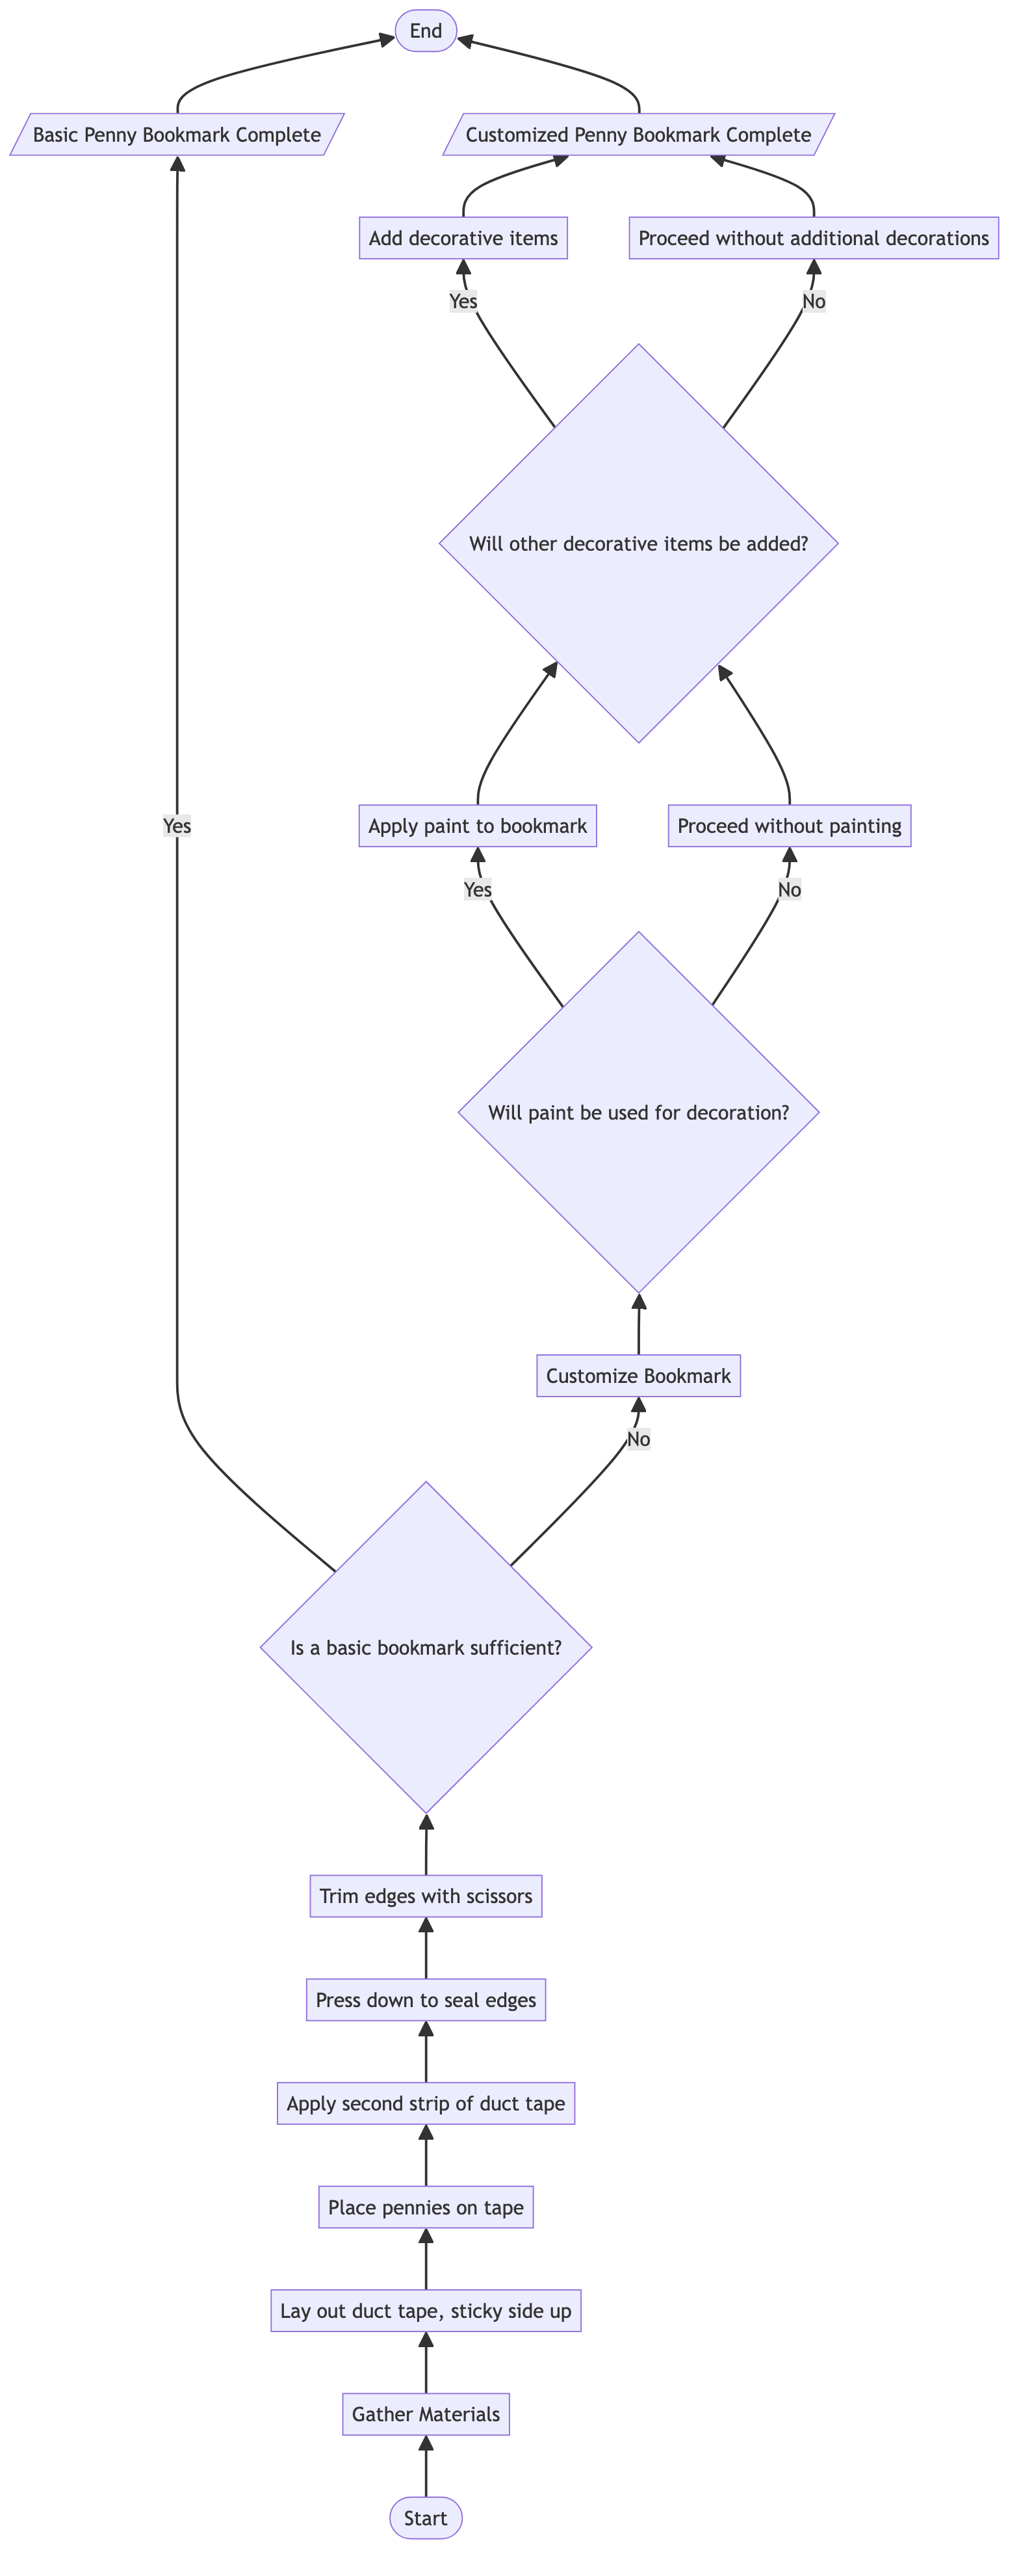 End
Basic Penny Bookmark Complete
Customized Penny Bookmark Complete
Add decorative items
Proceed without additional decorations
Yes
No
Will other decorative items be added?
Yes
Apply paint to bookmark
Proceed without painting
Yes
No
Will paint be used for decoration?
Customize Bookmark
No
Is a basic bookmark sufficient?
Trim edges with scissors
Press down to seal edges
Apply second strip of duct tape
Place pennies on tape
Lay out duct tape, sticky side up
Gather Materials
Start